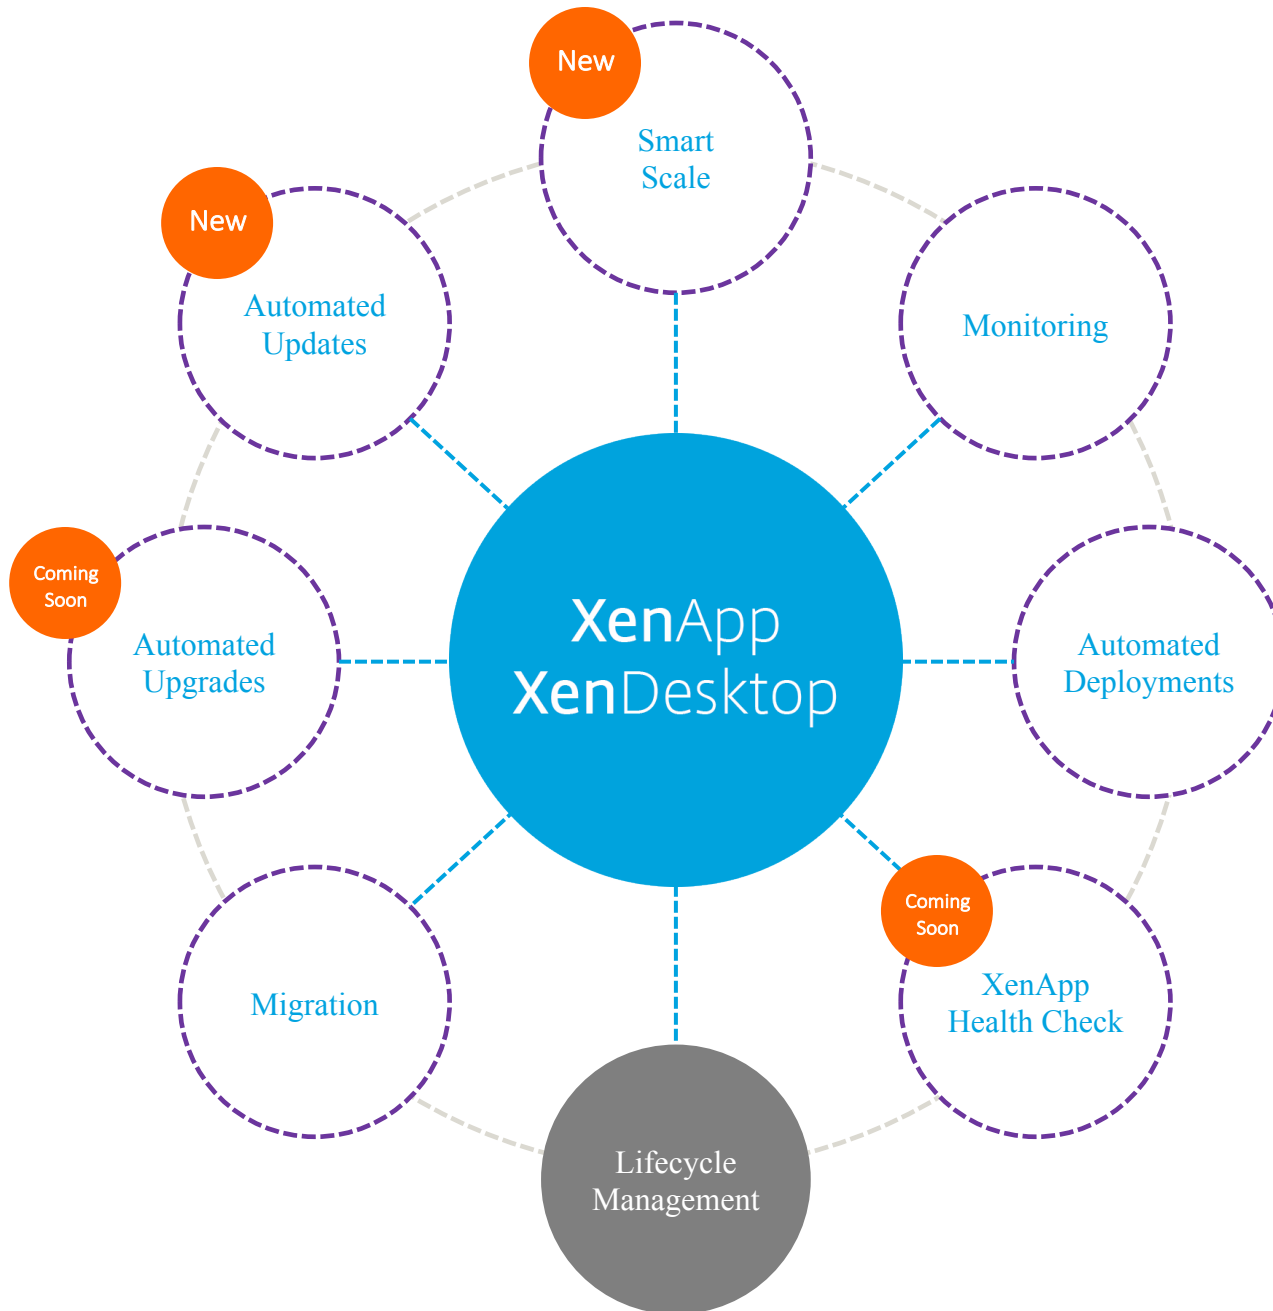 New
Smart
Scale
New
Automated
Updates
Monitoring
Coming
Soon
Automated
Upgrades
XenApp
XenDesktop
Automated
Deployments
Migration
Coming
Soon
XenApp
Health Check
Lifecycle
Management